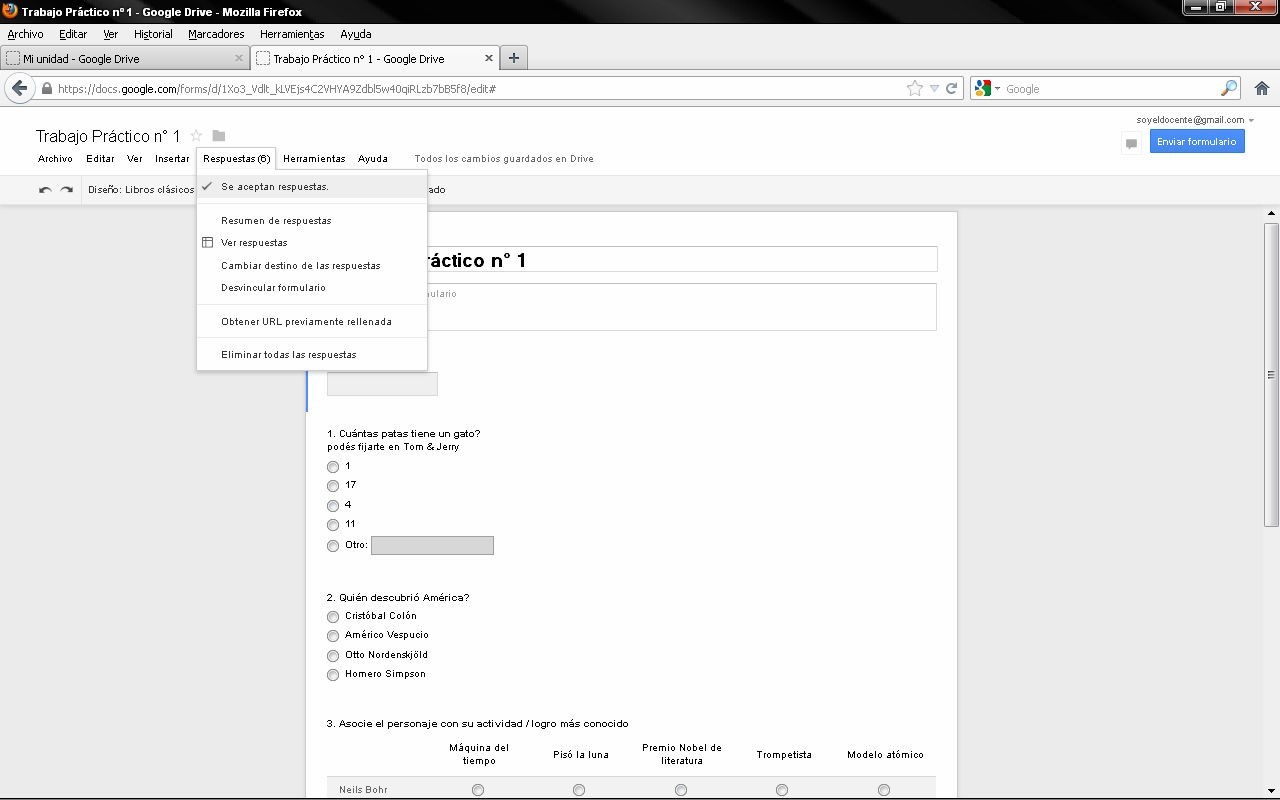 Trabajo Práctico nº 1 - Google Drive - Mozilla Firefox
Archivo Editar Ver Historial Marcadores Herramientas Ayuda
Mi unidad - Google Drive
Trabajo Práctico n° 1 - Google Drive
https://docs.google.com/forms/d/1Xo3_Vdlt_kLVEjs4C2VHYA9Zdbl5w40qiRLzb7bB5f8/edit#
Google
soyeldocente@gmail.com
Trabajo Práctico n° 1
Enviar formulario
Archivo Editar Ver Insertar Respuestas (6) Herramientas Ayuda Todos los cambios guardados en Drive
Diseño: Libros clásicos
ado
Se aceptan respuestas.
Resumen de respuestas
Ver respuestas
Cambiar destino de las respuestas
Desvincular formulario
Obtener URL previamente rellenada
Eliminar todas las respuestas
ráctico n° 1
mulario
1. Cuántas patas tiene un gato?
podés fijarte en Tom & Jerry
1
17
4
11
Otro:
2. Quién descubrió América?
Cristóbal Colón
Américo Vespucio
Otto Nordenskjöld
Homero Simpson
3. Asocie el personaje con su actividad / logro más conocido
Máquina del tiempo
Pisó la luna
Premio Nobel de literatura
Trompetista
Modelo atómico
Neils Bohr